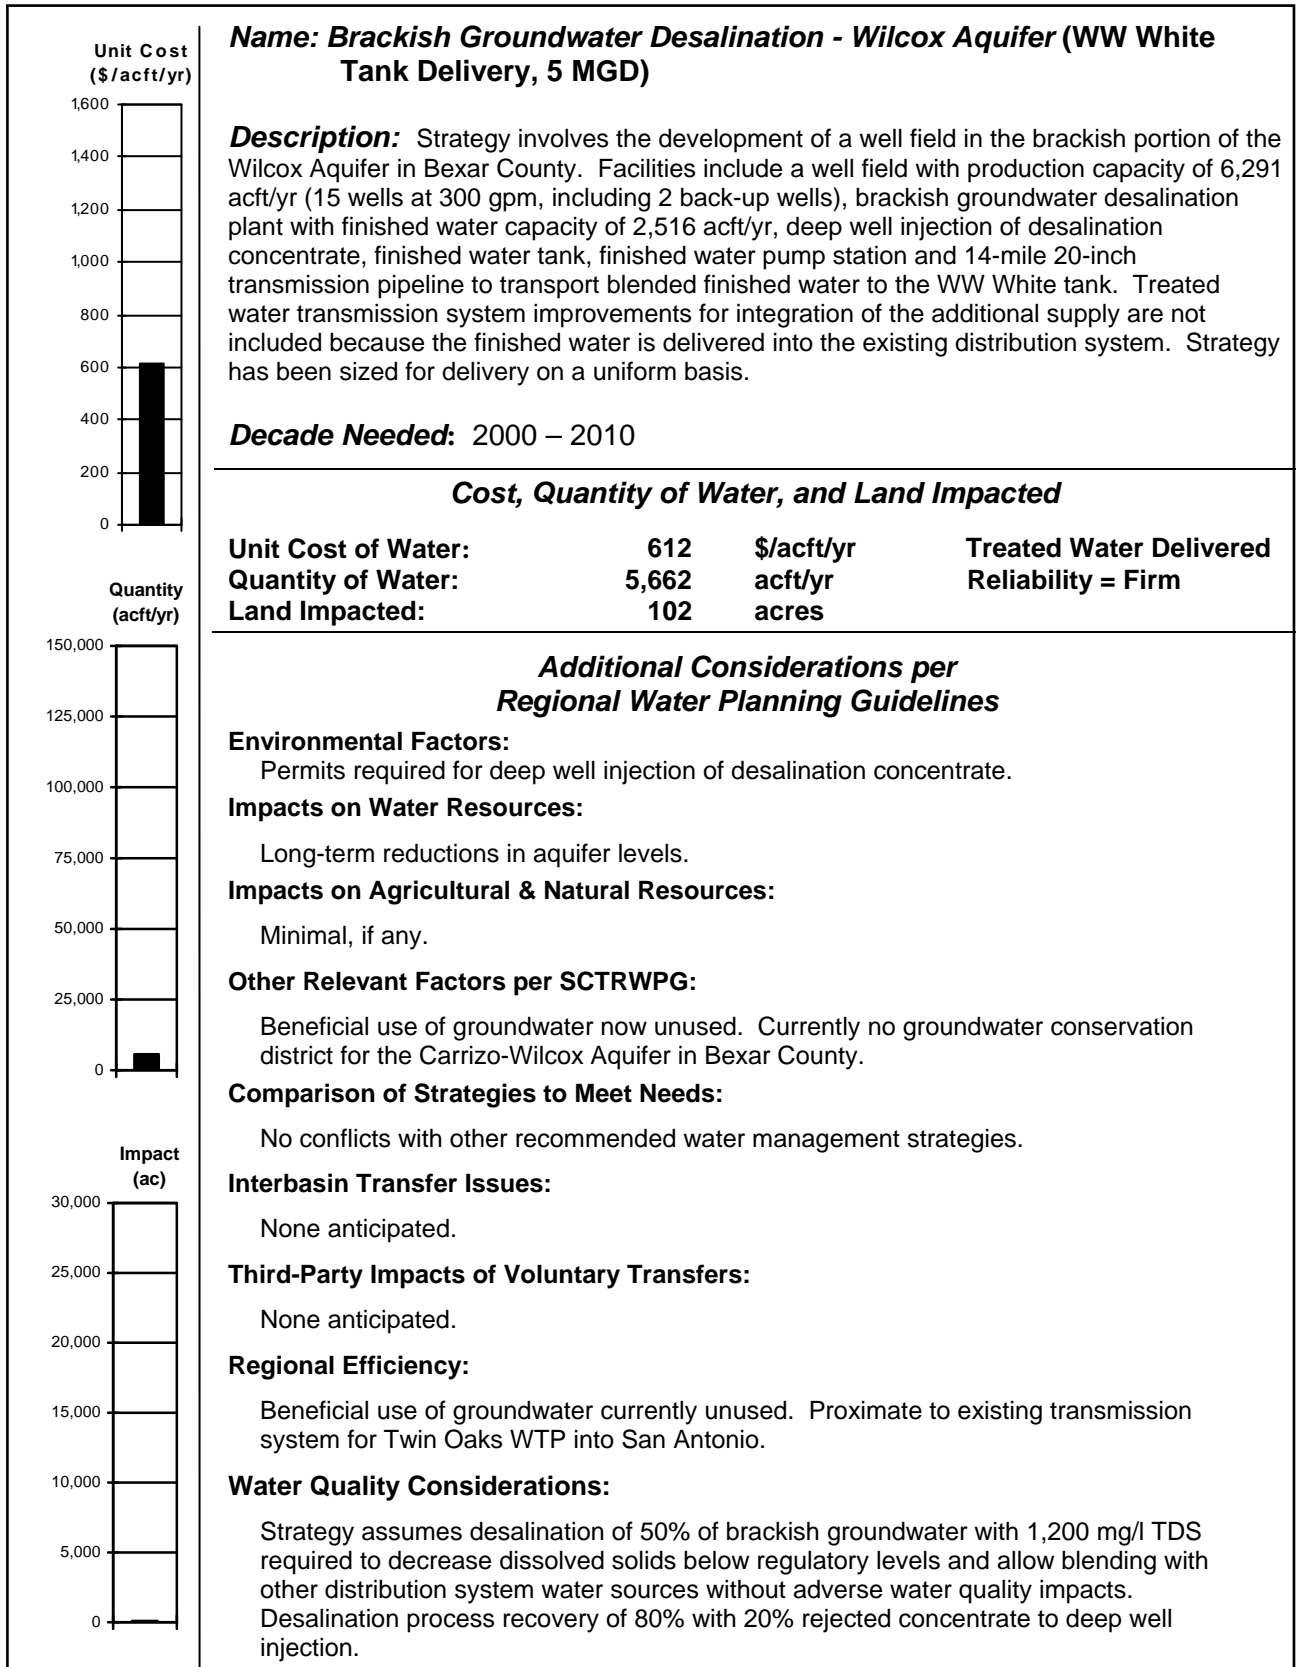 Unit Cost
($/acft/yr)
1,600
1,400
1,200
1,000
800
600
400
200
0
Quantity
(acft/yr)
150,000
125,000
100,000
75,000
50,000
25,000
0
Impact
(ac)
30,000
25,000
20,000
15,000
10,000
5,000
0
Name: Brackish Groundwater Desalination - Wilcox Aquifer (WW White
Tank Delivery, 5 MGD)
Description: Strategy involves the development of a well field in the brackish portion of the
Wilcox Aquifer in Bexar County. Facilities include a well field with production capacity of 6,291
acft/yr (15 wells at 300 gpm, including 2 back-up wells), brackish groundwater desalination
plant with finished water capacity of 2,516 acft/yr, deep well injection of desalination
concentrate, finished water tank, finished water pump station and 14-mile 20-inch
transmission pipeline to transport blended finished water to the WW White tank. Treated
water transmission system improvements for integration of the additional supply are not
included because the finished water is delivered into the existing distribution system. Strategy
has been sized for delivery on a uniform basis.
Decade Needed: 2000 – 2010
Cost, Quantity of Water, and Land Impacted
Unit Cost of Water: 612 $/acft/yr Treated Water Delivered
Quantity of Water: 5,662 acft/yr Reliability = Firm
Land Impacted: 102 acres
Additional Considerations per
Regional Water Planning Guidelines
Environmental Factors:
Permits required for deep well injection of desalination concentrate.
Impacts on Water Resources:
Long-term reductions in aquifer levels.
Impacts on Agricultural & Natural Resources:
Minimal, if any.
Other Relevant Factors per SCTRWPG:
Beneficial use of groundwater now unused. Currently no groundwater conservation
district for the Carrizo-Wilcox Aquifer in Bexar County.
Comparison of Strategies to Meet Needs:
No conflicts with other recommended water management strategies.
Interbasin Transfer Issues:
None anticipated.
Third-Party Impacts of Voluntary Transfers:
None anticipated.
Regional Efficiency:
Beneficial use of groundwater currently unused. Proximate to existing transmission
system for Twin Oaks WTP into San Antonio.
Water Quality Considerations:
Strategy assumes desalination of 50% of brackish groundwater with 1,200 mg/l TDS
required to decrease dissolved solids below regulatory levels and allow blending with
other distribution system water sources without adverse water quality impacts.
Desalination process recovery of 80% with 20% rejected concentrate to deep well
injection.